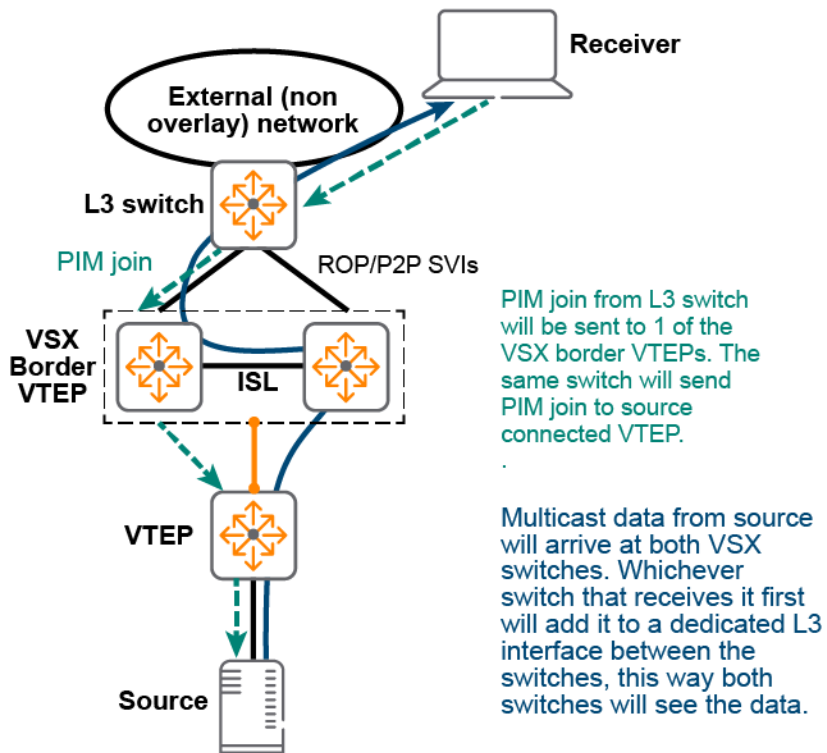 Receiver
External (non
overlay) network
L3 switch
PIM join
ROP/P2P SVIs
VSX
Border
VTEP
ISL
PIM join from L3 switch
will be sent to 1 of the
VSX border VTEPs. The
same switch will send
PIM join to source
connected VTEP.
.
VTEP
Multicast data from source
will arrive at both VSX
switches. Whichever
switch that receives it first
will add it to a dedicated L3
interface between the
switches, this way both
switches will see the data.
Source